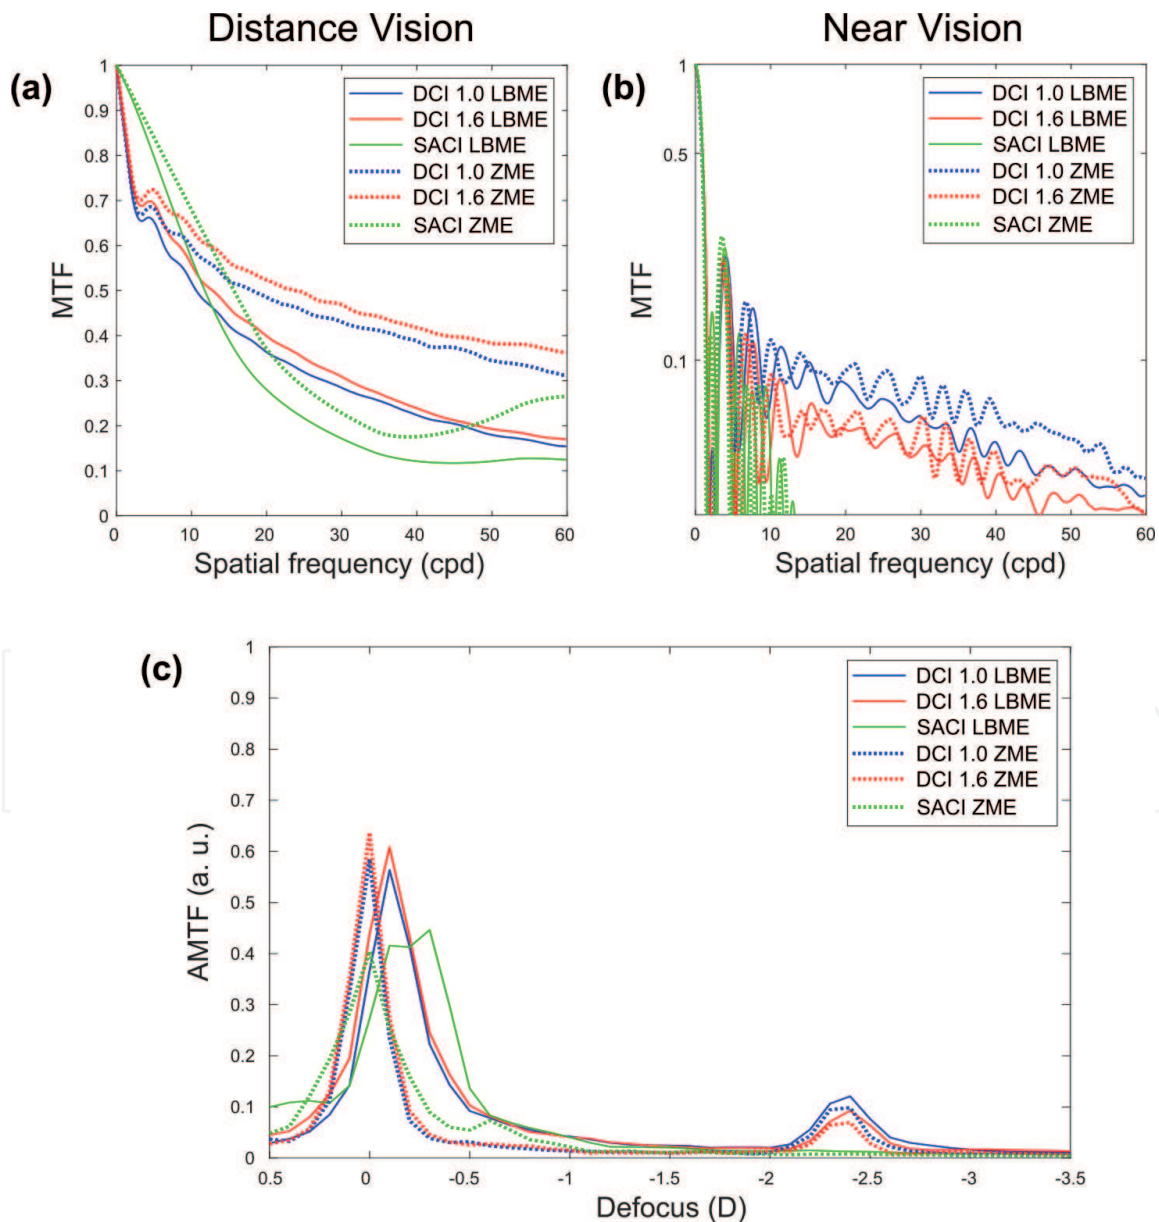 Distance Vision
Near Vision
(a)
1
0.9
0.8
0.7
0.6
0.5
0.4
0.3
0.2
0.1
0
MTF
DCI 1.0 LBME
DCI 1.6 LBME
SACI LBME
DCI 1.0 ZME
DCI 1.6 ZME
SACI ZME
0 10 20 30 40 50 60
Spatial frequency (cpd)
(b)
1
0.5
0.1
MTF
DCI 1.0 LBME
DCI 1.6 LBME
SACI LBME
DCI 1.0 ZME
DCI 1.6 ZME
SACI ZME
0 10 20 30 40 50 60
Spatial frequency (cpd)
(c)
1
0.9
0.8
0.7
0.6
0.5
0.4
0.3
0.2
0.1
0
AMTF (a. u.)
DCI 1.0 LBME
DCI 1.6 LBME
SACI LBME
DCI 1.0 ZME
DCI 1.6 ZME
SACI ZME
0.5 0 -0.5 -1 -1.5 -2 -2.5 -3 -3.5
Defocus (D)